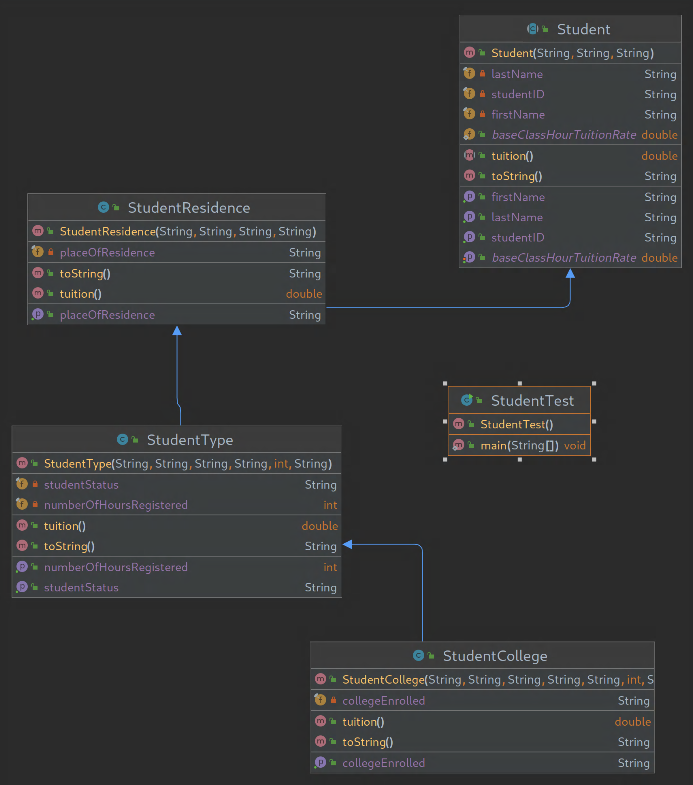 Student
Student(String, String, String)
lastName String
studentID String
firstName String
baseClassHourTuitionRate double
tuition() double
toString() String
firstName String
lastName String
studentID String
baseClassHourTuitionRate double
StudentResidence
StudentResidence(String, String, String, String)
placeOfResidence String
toString() String
tuition() double
placeOfResidence String
StudentTest
StudentTest()
main(String[]) void
StudentType
StudentType(String, String, String, String, int, String)
studentStatus String
numberOfHoursRegistered int
tuition() double
toString() String
numberOfHoursRegistered int
studentStatus String
StudentCollege
StudentCollege(String, String, String, String, String, int, S
collegeEnrolled String
tuition() double
toString() String
collegeEnrolled String